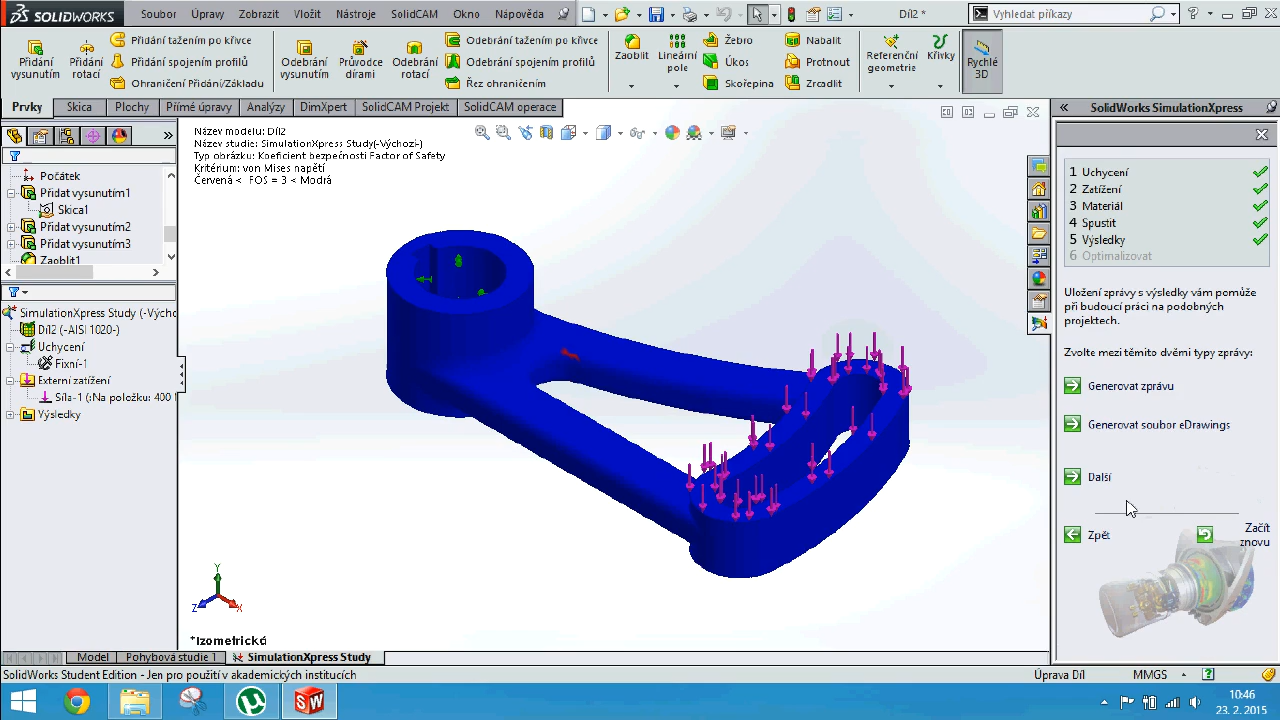 SOLIDWORKS
Soubor Úpravy Zobrazit Vložit Nástroje SolidCAM Okno Nápověda
Díl2 *
Vyhledat příkazy
Přidání vysunutím
Přidání rotací
Přidání tažením po křivce
Přidání spojením profilů
Ohraničení Přidání/Základu
Odebrání vysunutím
Průvodce dírami
Odebrání rotací
Odebrání tažením po křivce
Odebrání spojením profilů
Řez ohraničením
Zaoblit
Lineární pole
Žebro
Úkos
Skořepina
Nabalit
Protnout
Zrcadlit
Referenční geometrie
Křivky
Rychlé 3D
Prvky Skica Plochy Přímé úpravy Analýzy DimXpert SolidCAM Projekt SolidCAM operace
Počátek
Přidat vysunutím1
Skica1
Přidat vysunutím2
Přidat vysunutím3
Zaoblit1
SimulationXpress Study (-Výcho
Díl2 (-AISI 1020-)
Uchycení
Fixní-1
Externí zatížení
Síla-1 (:Na položku: 400 
Výsledky
Název modelu: Díl2
Název studie: SimulationXpress Study(-Výchozí-)
Typ obrázku: Koeficient bezpečnosti Factor of Safety
Kritérium: von Mises napětí
Červená < FOS = 3 < Modrá
Y
Z
X
*Izometrická
SolidWorks SimulationXpress
1 Uchycení
2 Zatížení
3 Materiál
4 Spustit
5 Výsledky
6 Optimalizovat
Uložení zprávy s výsledky vám pomůže
při budoucí práci na podobných
projektech.
Zvolte mezi těmito dvěmi typy zprávy:
Generovat zprávu
Generovat soubor eDrawings
Další
Zpět
Začít znovu
Model Pohybová studie 1 SimulationXpress Study
SolidWorks Student Edition - Jen pro použití v akademických institucích
Úprava Díl
MMGS
10:46
23. 2. 2015